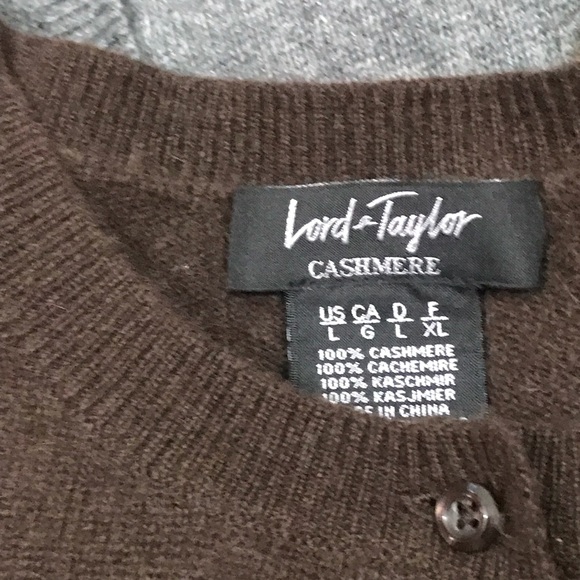 Lord & Taylor
CASHMERE
US CA D F
L G L XL
100% CASHMERE
100% CACHEMIRE
100% KASCHMIR
100% KASJMIER
IN CHINA